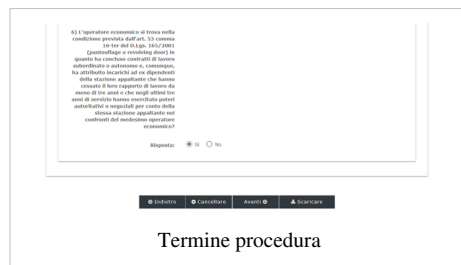 6) L'operatore economico si trova nella
condizione prevista dall'art. 53 comma
16-ter del D.Lgs. 165/2001
(pantouflage o revolving door) in
quanto ha concluso contratti di lavoro
subordinato o autonomo e, comunque,
ha attribuito incarichi ad ex dipendenti
della stazione appaltante che hanno
cessato il loro rapporto di lavoro da
meno di tre anni e che negli ultimi tre
anni di servizio hanno esercitato poteri
autoritativi o negoziali per conto della
stessa stazione appaltante nei
confronti del medesimo operatore
economico?
Risposta: Sì No
Indietro Cancellare Avanti Scaricare
Termine procedura